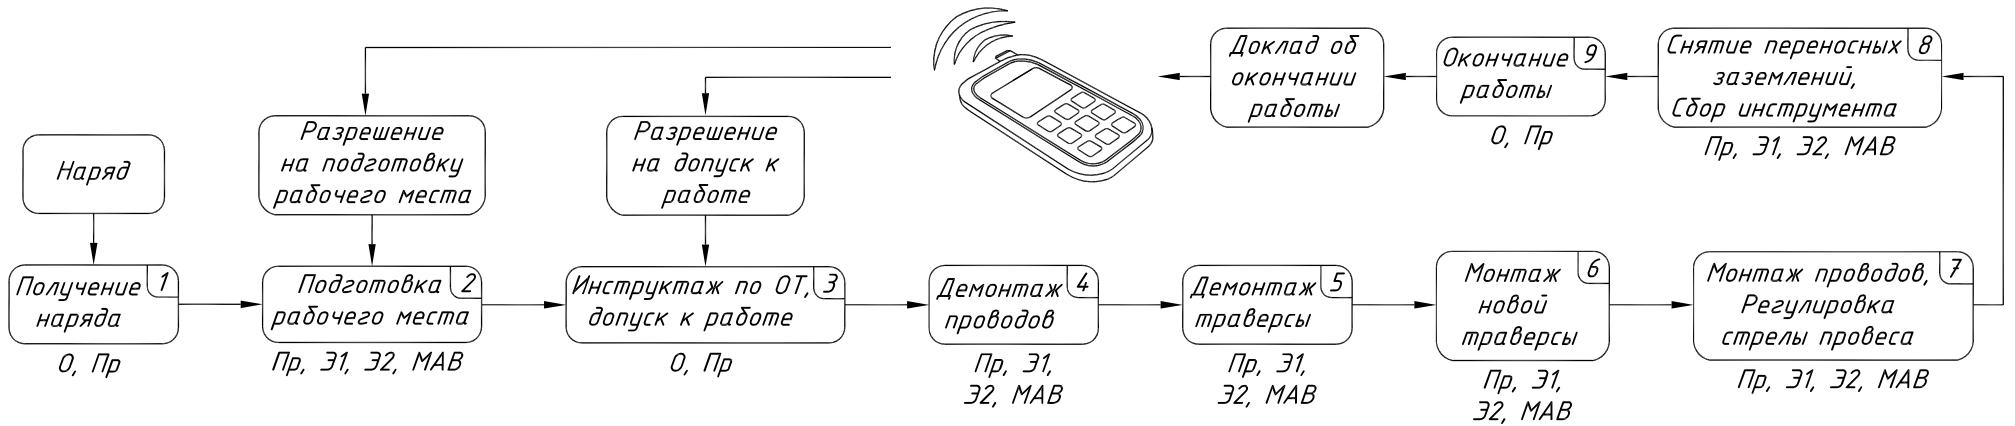 Наряд
Получение
наряда
1
О, Пр
Разрешение
на подготовку
рабочего места
Подготовка
рабочего места
2
Пр, Э1, Э2, МАВ
Разрешение
на допуск к
работе
Инструктаж по ОТ,
допуск к работе
3
О, Пр
Демонтаж
проводов
4
Пр, Э1,
Э2, МАВ
Демонтаж
траверсы
5
Пр, Э1,
Э2, МАВ
Монтаж
новой
траверсы
6
Пр, Э1,
Э2, МАВ
Монтаж проводов,
Регулировка
стрелы провеса
7
Пр, Э1, Э2, МАВ
Снятие переносных
заземлений,
Сбор инструмента
8
Пр, Э1, Э2, МАВ
Окончание
работы
9
О, Пр
Доклад об
окончании
работы